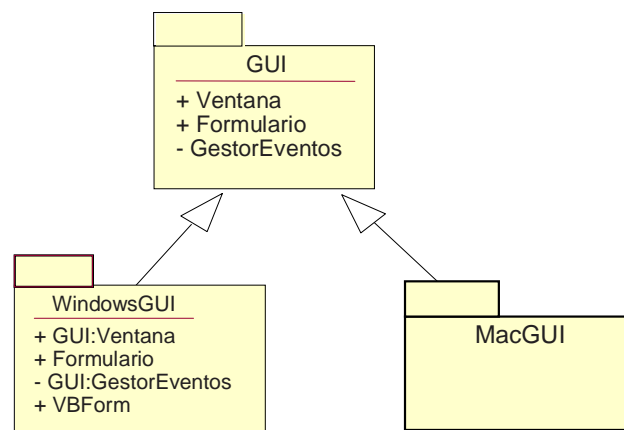 GUI
+ Ventana
+ Formulario
- GestorEventos
WindowsGUI
+ GUI:Ventana
+ Formulario
- GUI:GestorEventos
+ VBForm
MacGUI